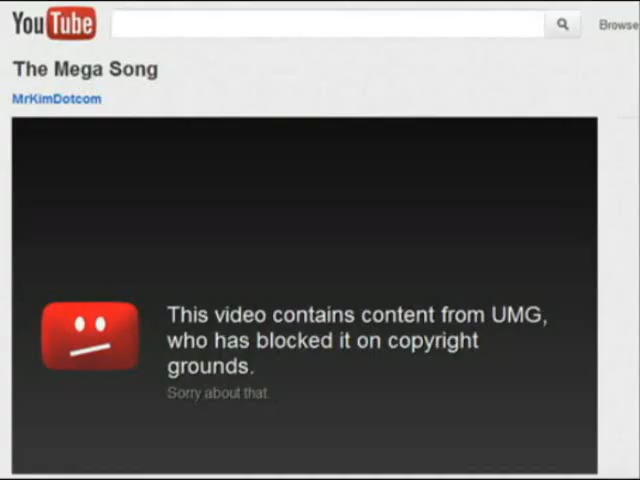 YouTube
Browse
The Mega Song
MrKimDotcom
This video contains content from UMG,
who has blocked it on copyright
grounds.
Sorry about that.